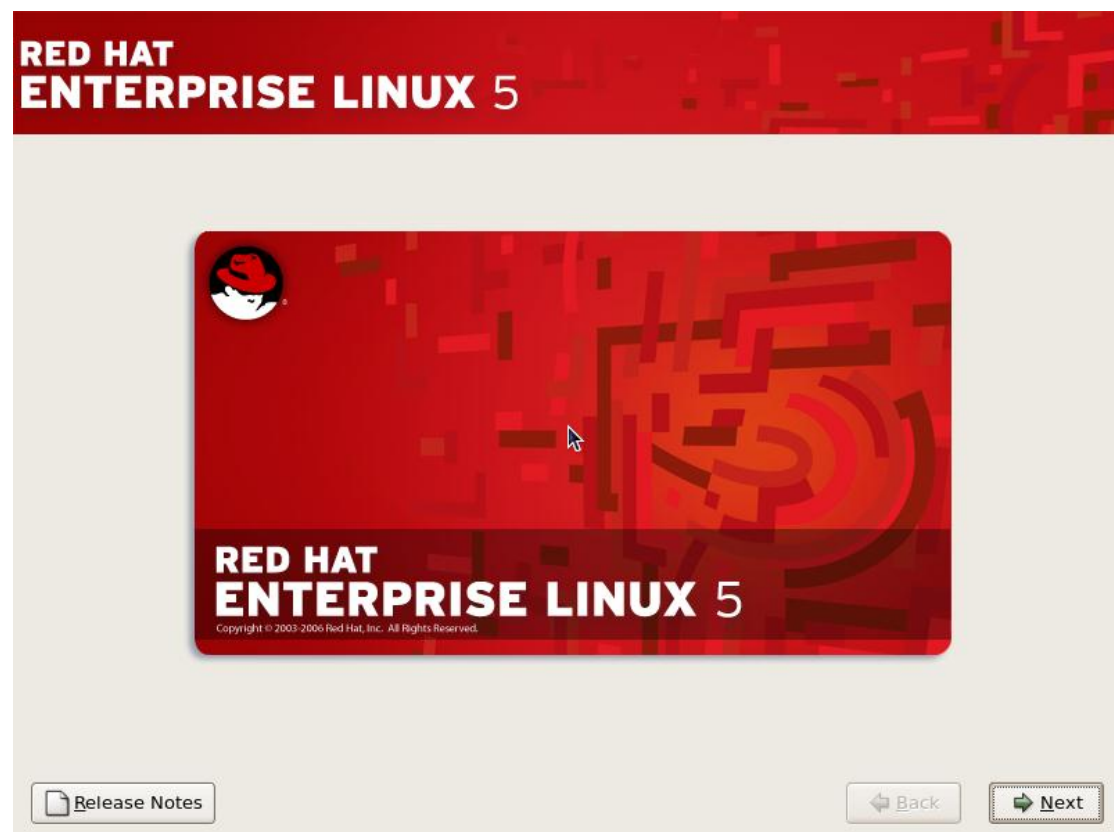 RED HAT
ENTERPRISE LINUX 5
RED HAT
ENTERPRISE LINUX 5
Copyright © 2003-2006 Red Hat, Inc. All Rights Reserved.
Release Notes
Back
Next